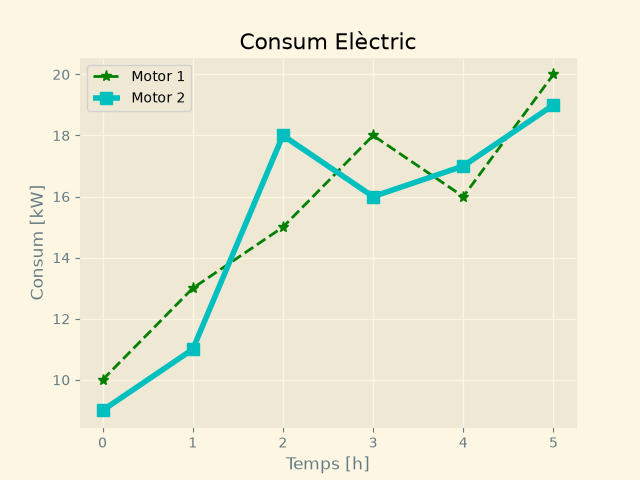 Consum Elèctric
Motor 1
Motor 2
20
18
16
14
12
10
Consum [kW]
0 1 2 3 4 5
Temps [h]